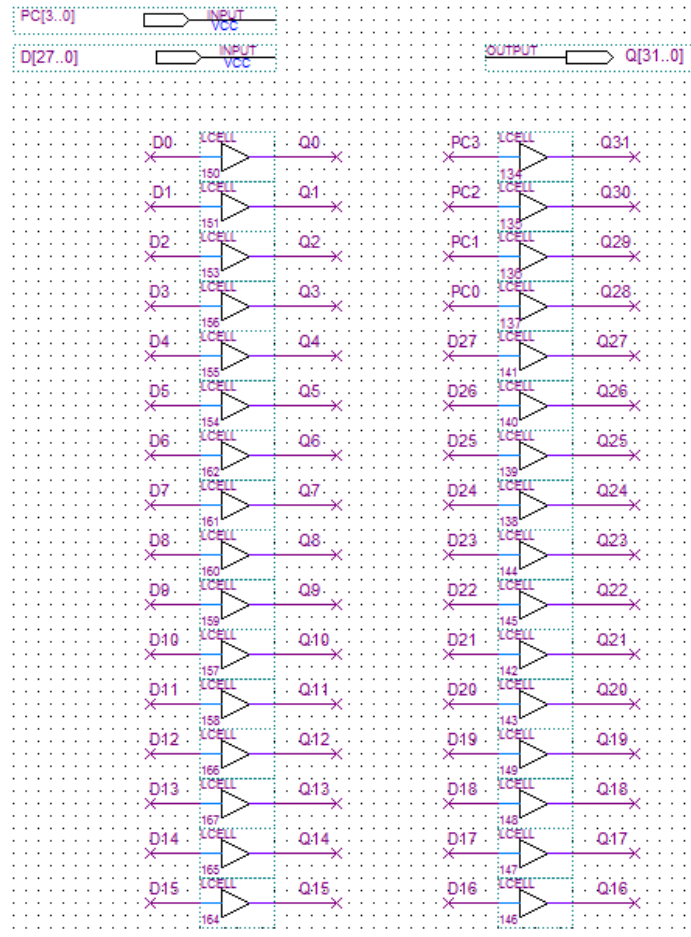 PC[3..0] INPUT
VCC
D[27..0] INPUT
VCC
OUTPUT Q[31..0]
D0 LCELL Q0 PC3 LCELL Q31
150 134
D1 LCELL Q1 PC2 LCELL Q30
151 135
D2 LCELL Q2 PC1 LCELL Q29
153 136
D3 LCELL Q3 PC0 LCELL Q28
156 137
D4 LCELL Q4 D27 LCELL Q27
155 141
D5 LCELL Q5 D26 LCELL Q26
154 140
D6 LCELL Q6 D25 LCELL Q25
162 139
D7 LCELL Q7 D24 LCELL Q24
161 138
D8 LCELL Q8 D23 LCELL Q23
160 144
D9 LCELL Q9 D22 LCELL Q22
159 145
D10 LCELL Q10 D21 LCELL Q21
157 142
D11 LCELL Q11 D20 LCELL Q20
158 143
D12 LCELL Q12 D19 LCELL Q19
166 149
D13 LCELL Q13 D18 LCELL Q18
167 148
D14 LCELL Q14 D17 LCELL Q17
165 147
D15 LCELL Q15 D16 LCELL Q16
164 146